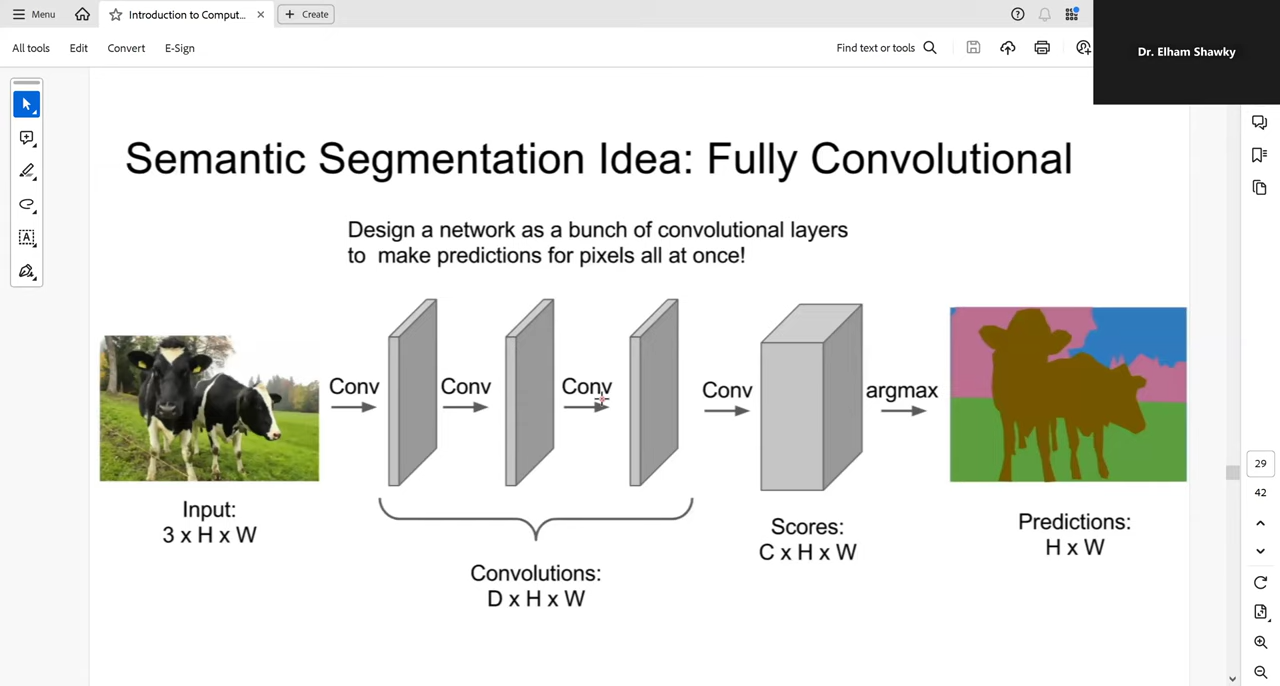 Menu
Introduction to Comput...
Create
All tools
Edit
Convert
E-Sign
Find text or tools
Dr. Elham Shawky
Semantic Segmentation Idea: Fully Convolutional
Design a network as a bunch of convolutional layers
to make predictions for pixels all at once!
Conv
Conv
Conv
Conv
argmax
Input:
3 x H x W
Convolutions:
D x H x W
Scores:
C x H x W
Predictions:
H x W
29
42